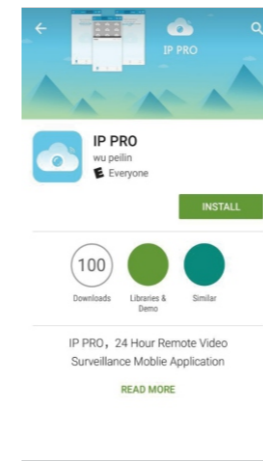 IP PRO
IP PRO
wu peilin
E Everyone
INSTALL
100
Downloads
Libraries &
Demo
Similar
IP PRO，24 Hour Remote Video
Surveillance Moblie Application
READ MORE